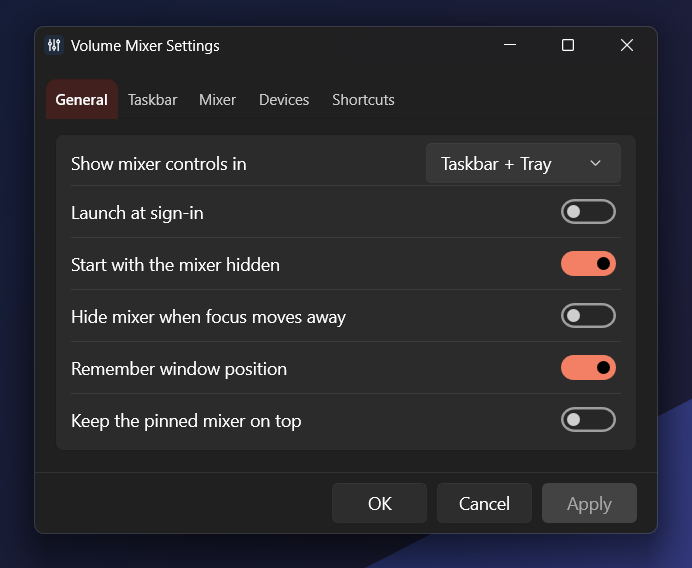 Volume Mixer Settings
General Taskbar Mixer Devices Shortcuts
Show mixer controls in Taskbar + Tray
Launch at sign-in
Start with the mixer hidden
Hide mixer when focus moves away
Remember window position
Keep the pinned mixer on top
OK Cancel Apply